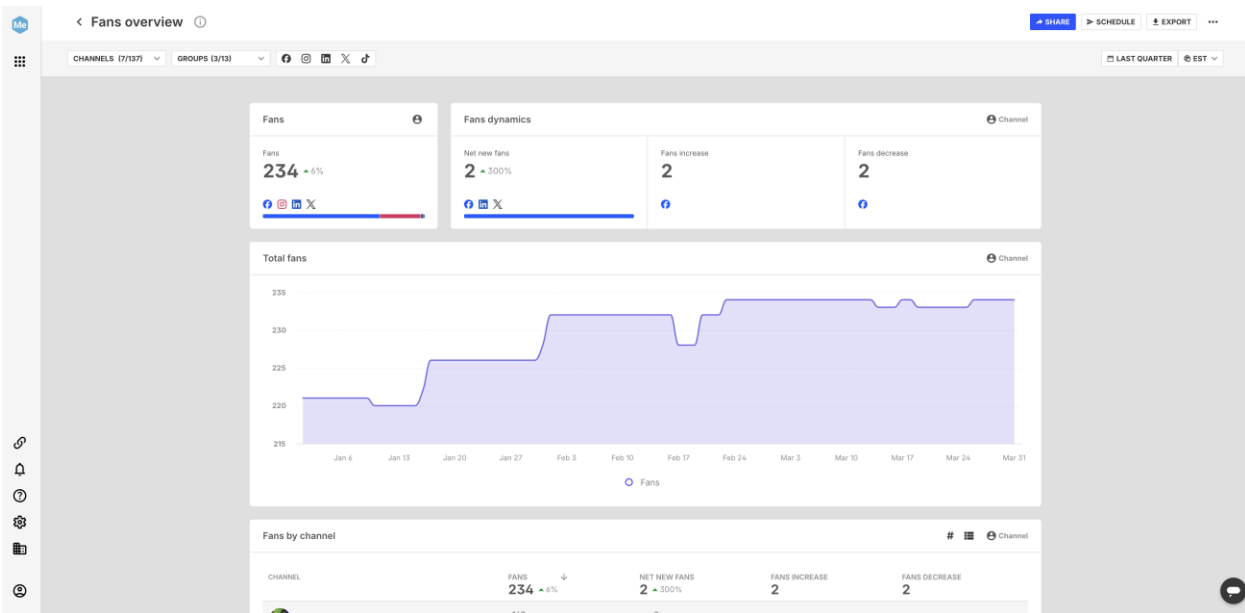 Me
Fans overview
SHARE
SCHEDULE
EXPORT
CHANNELS (7/137)
GROUPS (3/13)
LAST QUARTER
EST
Fans
Fans
234 6%
Fans dynamics
Channel
Net new fans
2 300%
Fans increase
2
Fans decrease
2
Total fans
Channel
235
230
225
220
215
Jan 6 Jan 13 Jan 20 Jan 27 Feb 3 Feb 10 Feb 17 Feb 24 Mar 3 Mar 10 Mar 17 Mar 24 Mar 31
Fans
Fans by channel
# Channel
CHANNEL FANS NET NEW FANS FANS INCREASE FANS DECREASE
234 6% 2 300% 2 2